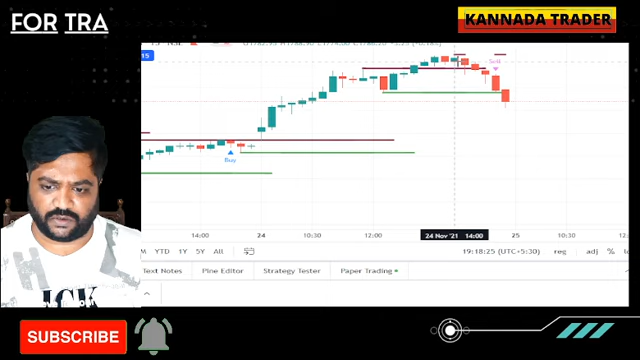 FOR TRA
KANNADA TRADER
15
Sell
Buy
14:00
24
10:30
12:00
24 Nov '21 14:00
25
10:30
12
M YTD 1Y 5Y All
19:18:25 (UTC+5:30)
reg
adj
%
Text Notes
Pine Editor
Strategy Tester
Paper Trading
SUBSCRIBE